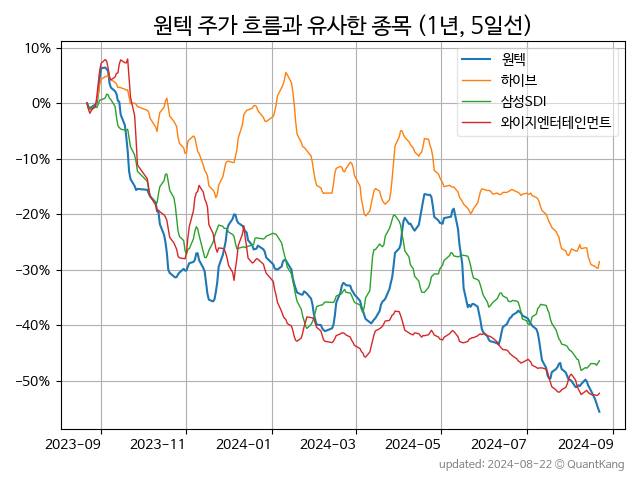 원텍 주가 흐름과 유사한 종목 (1년, 5일선)
10%
0%
−10%
−20%
−30%
−40%
−50%
원텍
하이브
삼성SDI
와이지엔터테인먼트
2023-09 2023-11 2024-01 2024-03 2024-05 2024-07 2024-09
updated: 2024-08-22 © QuantKang